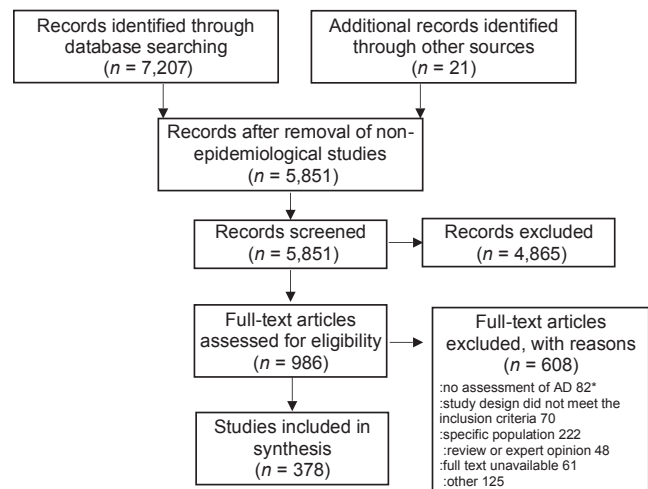 Records identified through
database searching
(n = 7,207)
Additional records identified
through other sources
(n = 21)
Records after removal of non-
epidemiological studies
(n = 5,851)
Records screened
(n = 5,851)
Records excluded
(n = 4,865)
Full-text articles
assessed for eligibility
(n = 986)
Full-text articles
excluded, with reasons
(n = 608)
:no assessment of AD 82*
:study design did not meet the
inclusion criteria 70
:specific population 222
:review or expert opinion 48
:full text unavailable 61
:other 125
Studies included in
synthesis
(n = 378)